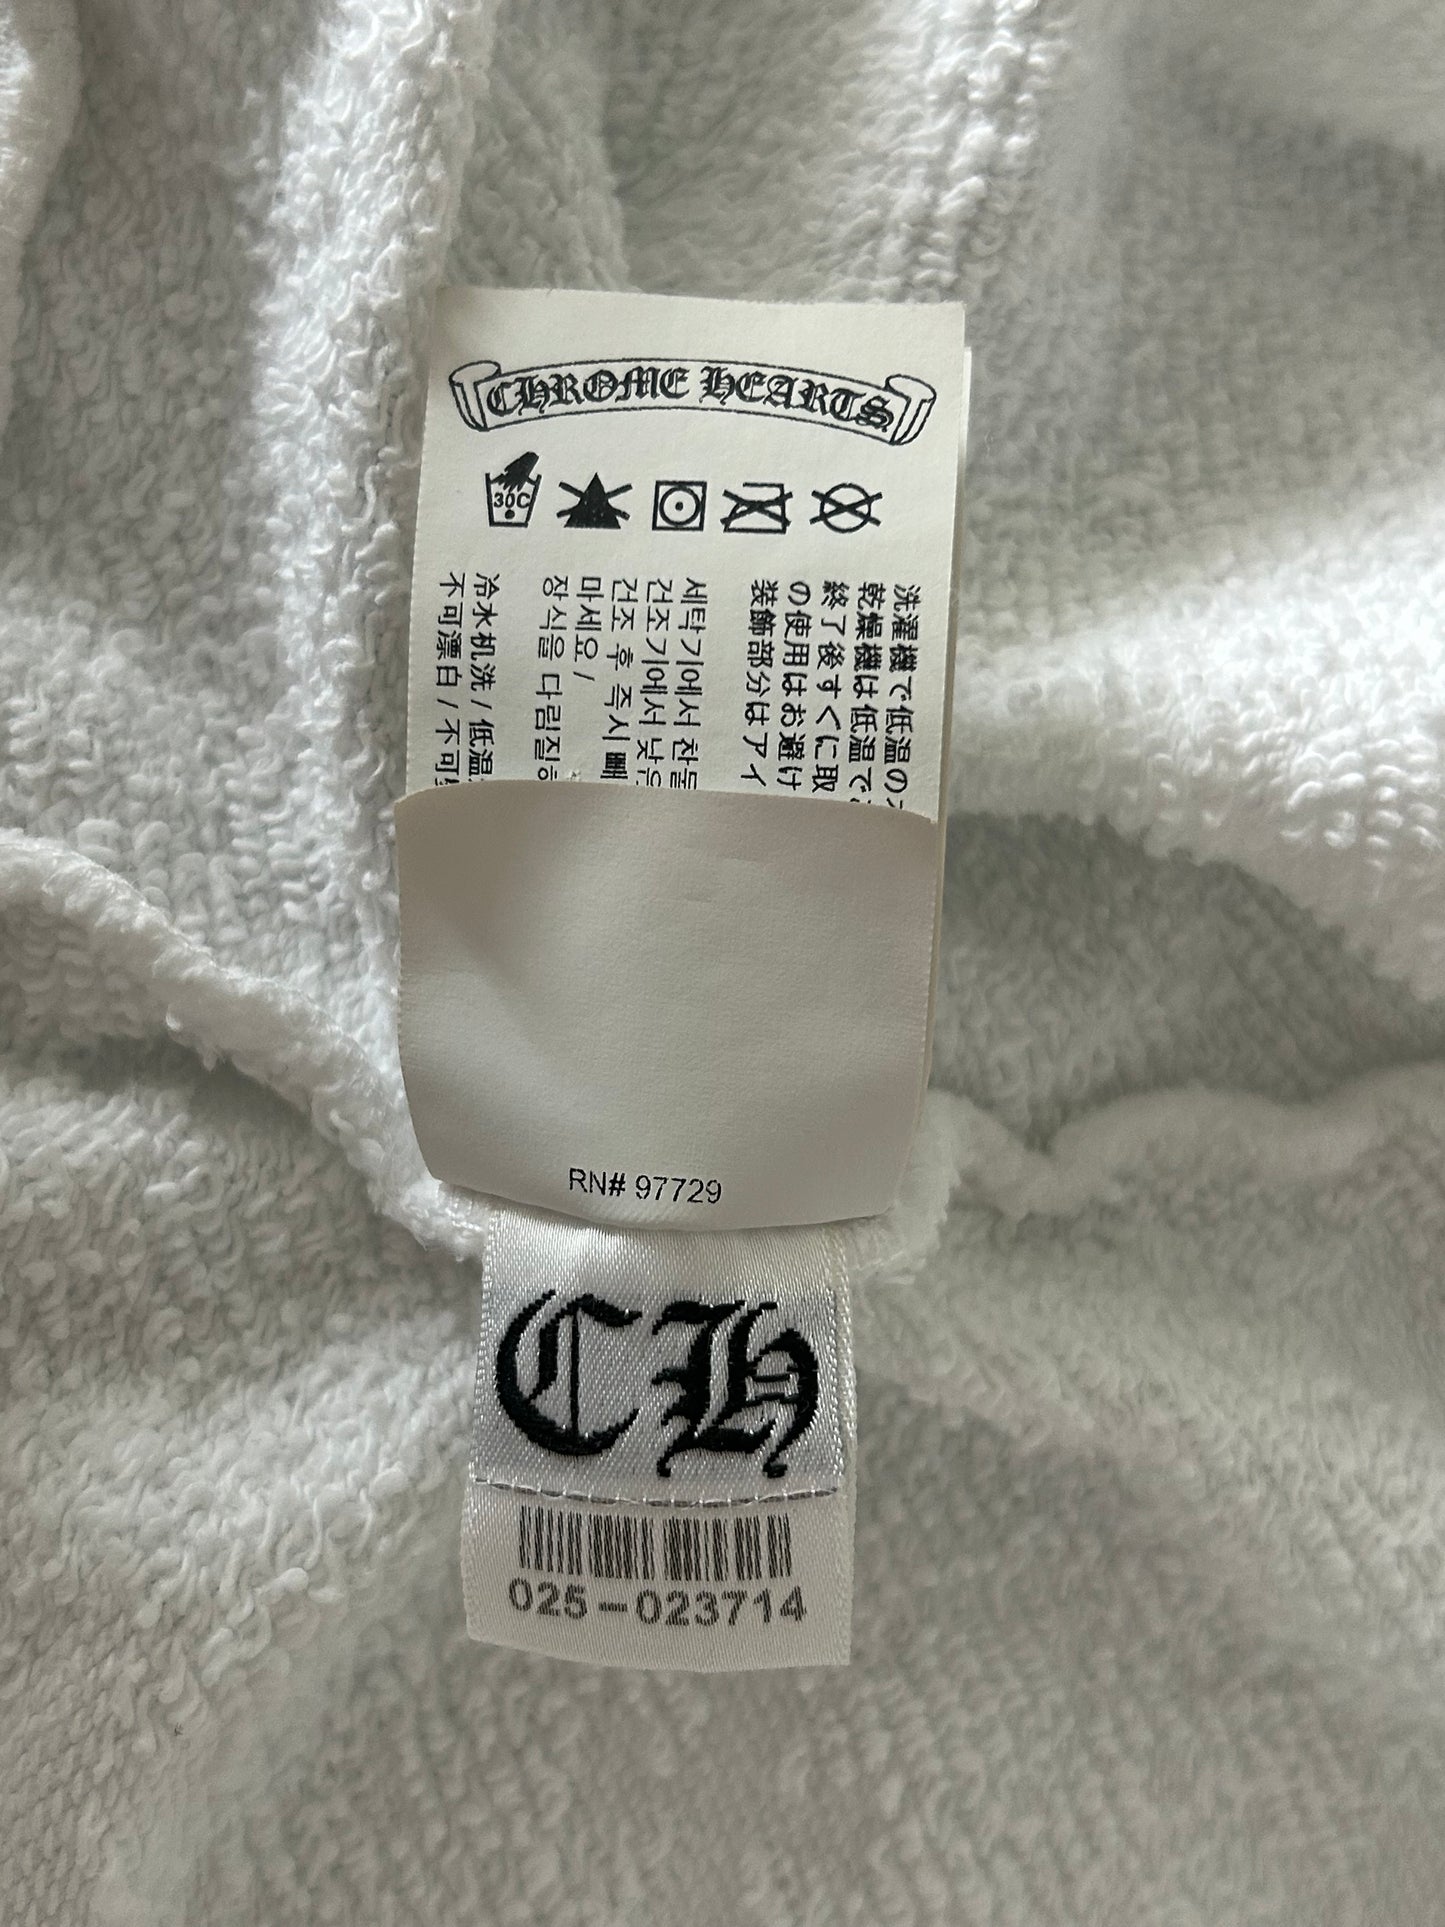 CHROME HEARTS
30C
洗濯機で低温の
乾燥機は低温で
終了後すぐに取
の使用はお避け
装飾部分はアイ
세탁기에서 찬물
건조기에서 낮은
건조 후 즉시 빼
마세요 /
장식을 다림질하
冷水机洗 / 低温
不可漂白 / 不可
RN# 97729
CH
025-023714